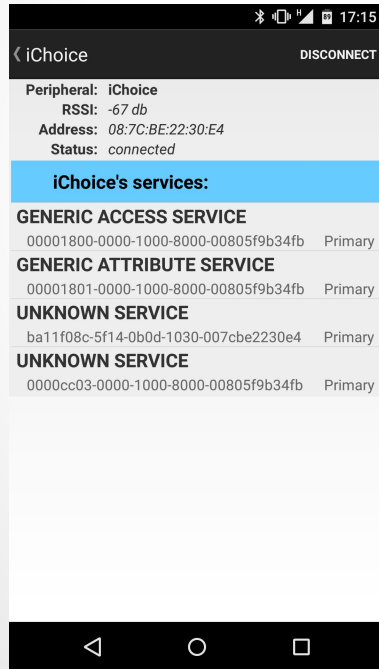 H 89 17:15
iChoice DISCONNECT
Peripheral: iChoice
RSSI: -67 db
Address: 08:7C:BE:22:30:E4
Status: connected
iChoice's services:
GENERIC ACCESS SERVICE
00001800-0000-1000-8000-00805f9b34fb Primary
GENERIC ATTRIBUTE SERVICE
00001801-0000-1000-8000-00805f9b34fb Primary
UNKNOWN SERVICE
ba11f08c-5f14-0b0d-1030-007cbe2230e4 Primary
UNKNOWN SERVICE
0000cc03-0000-1000-8000-00805f9b34fb Primary